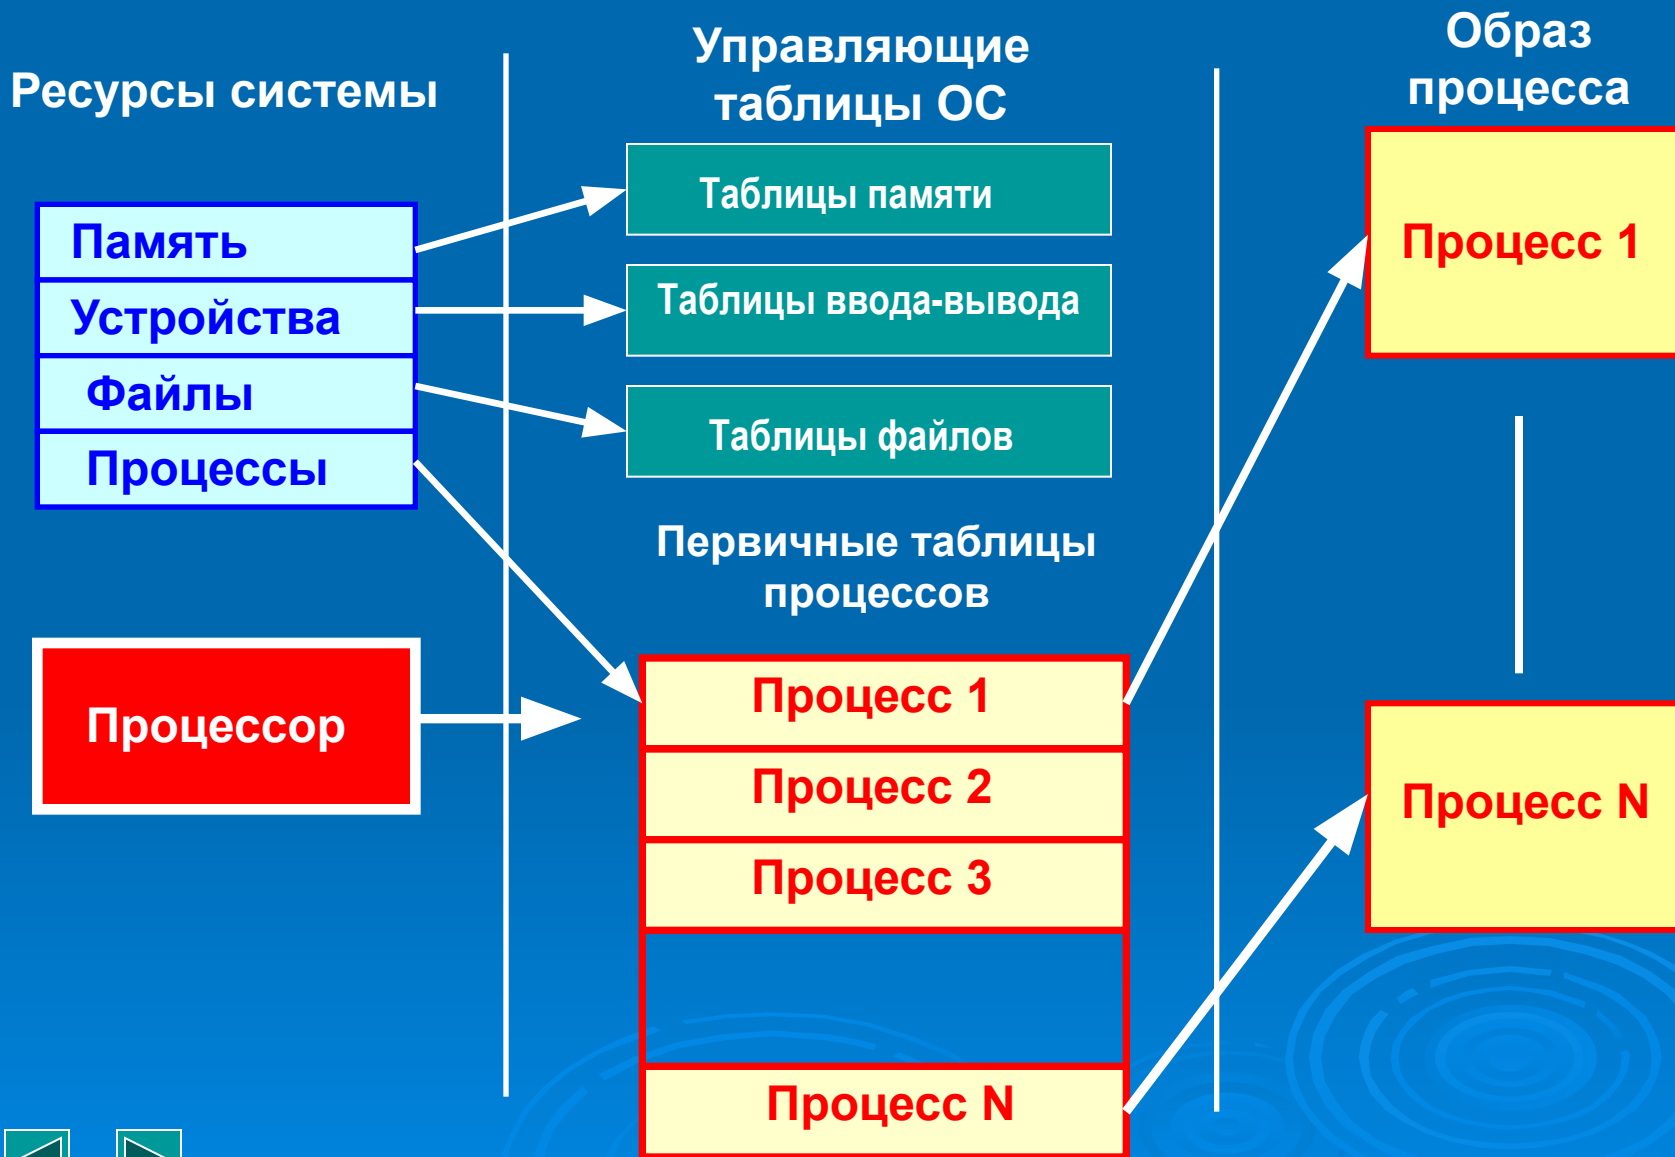 Ресурсы системы
Память
Устройства
Файлы
Процессы
Процессор
Управляющие
таблицы ОС
Таблицы памяти
Таблицы ввода-вывода
Таблицы файлов
Первичные таблицы
процессов
Процесс 1
Процесс 2
Процесс 3
Процесс N
Образ
процесса
Процесс 1
Процесс N